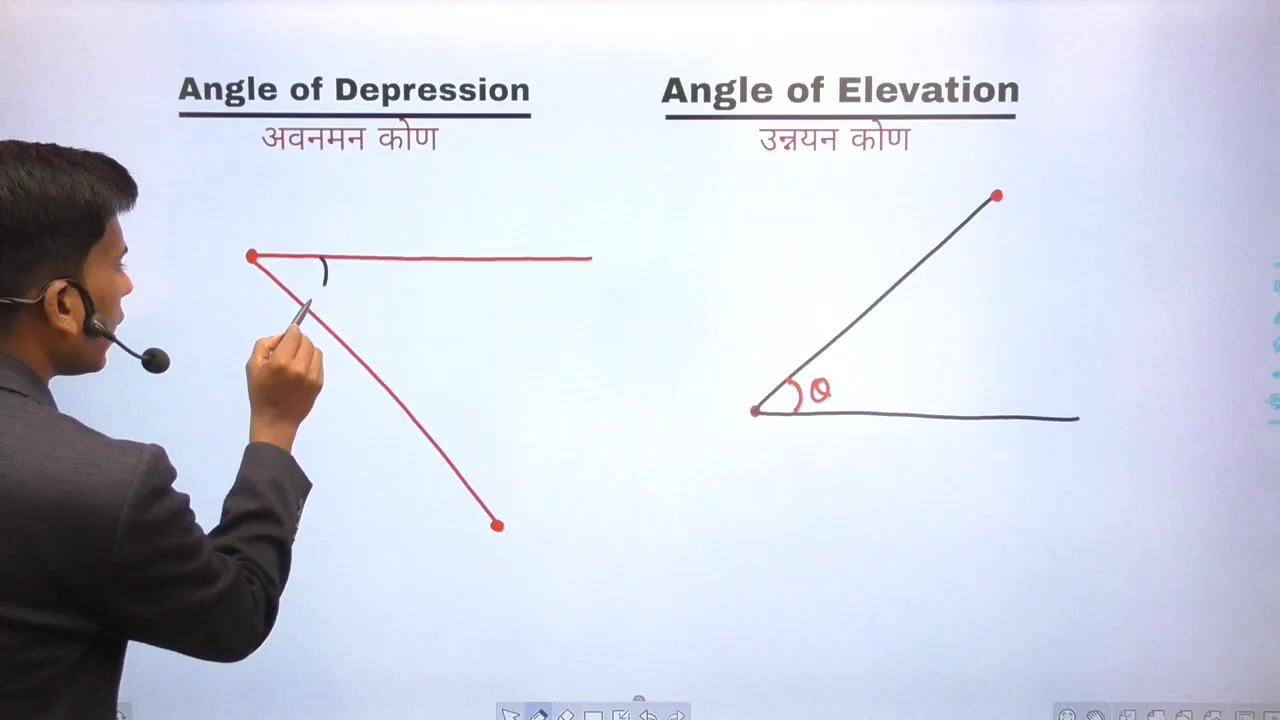 Angle of Depression
अवनमन कोण
Angle of Elevation
उन्नयन कोण
θ